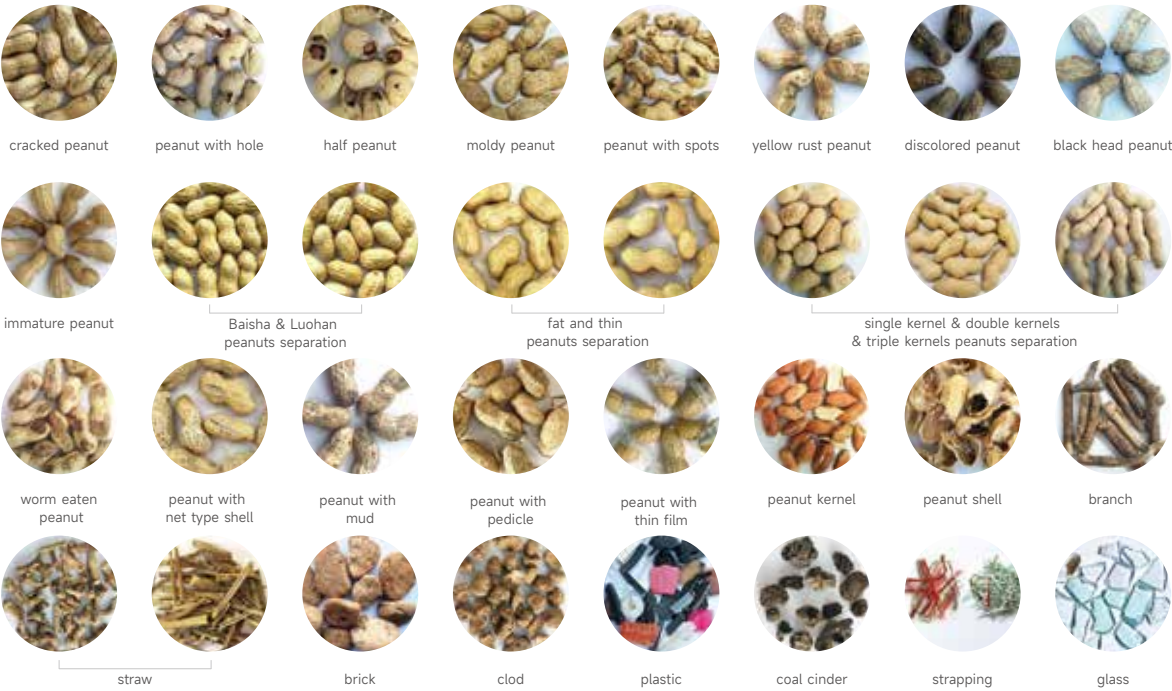 cracked peanut
peanut with hole
half peanut
moldy peanut
peanut with spots
yellow rust peanut
discolored peanut
black head peanut
immature peanut
Baisha & Luohan
peanuts separation
fat and thin
peanuts separation
single kernel & double kernels
& triple kernels peanuts separation
worm eaten
peanut
peanut with
net type shell
peanut with
mud
peanut with
pedicle
peanut with
thin film
peanut kernel
peanut shell
branch
straw
brick
clod
plastic
coal cinder
strapping
glass